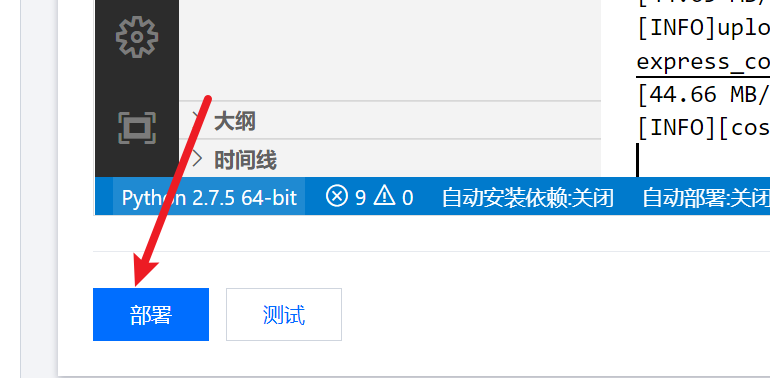 [INFO]uplo
express_co
[44.66 MB/
[INFO][cos
大纲
时间线
Python 2.7.5 64-bit 9 0 自动安装依赖:关闭 自动部署:关闭
部署 测试